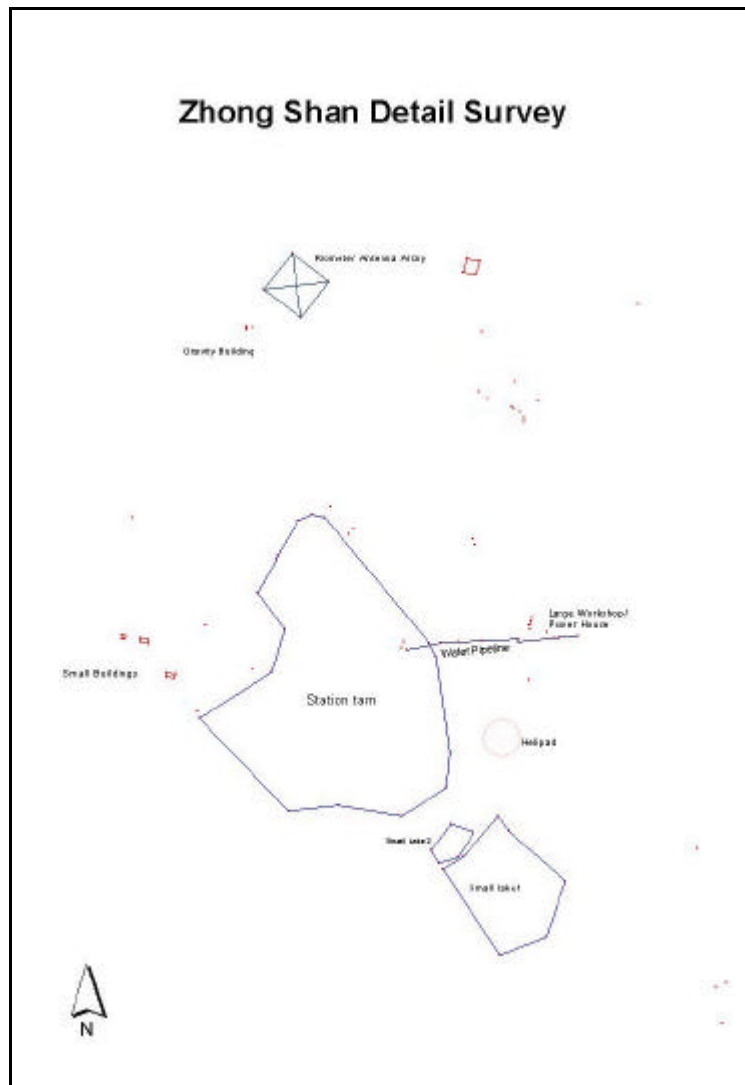 Zhong Shan Detail Survey
Riometer Antenna Array
Gravity Building
Large Workshop/
Power House
Water Pipeline
Small Buildings
Station tarn
Helipad
Small Lake2
Small lake1
N